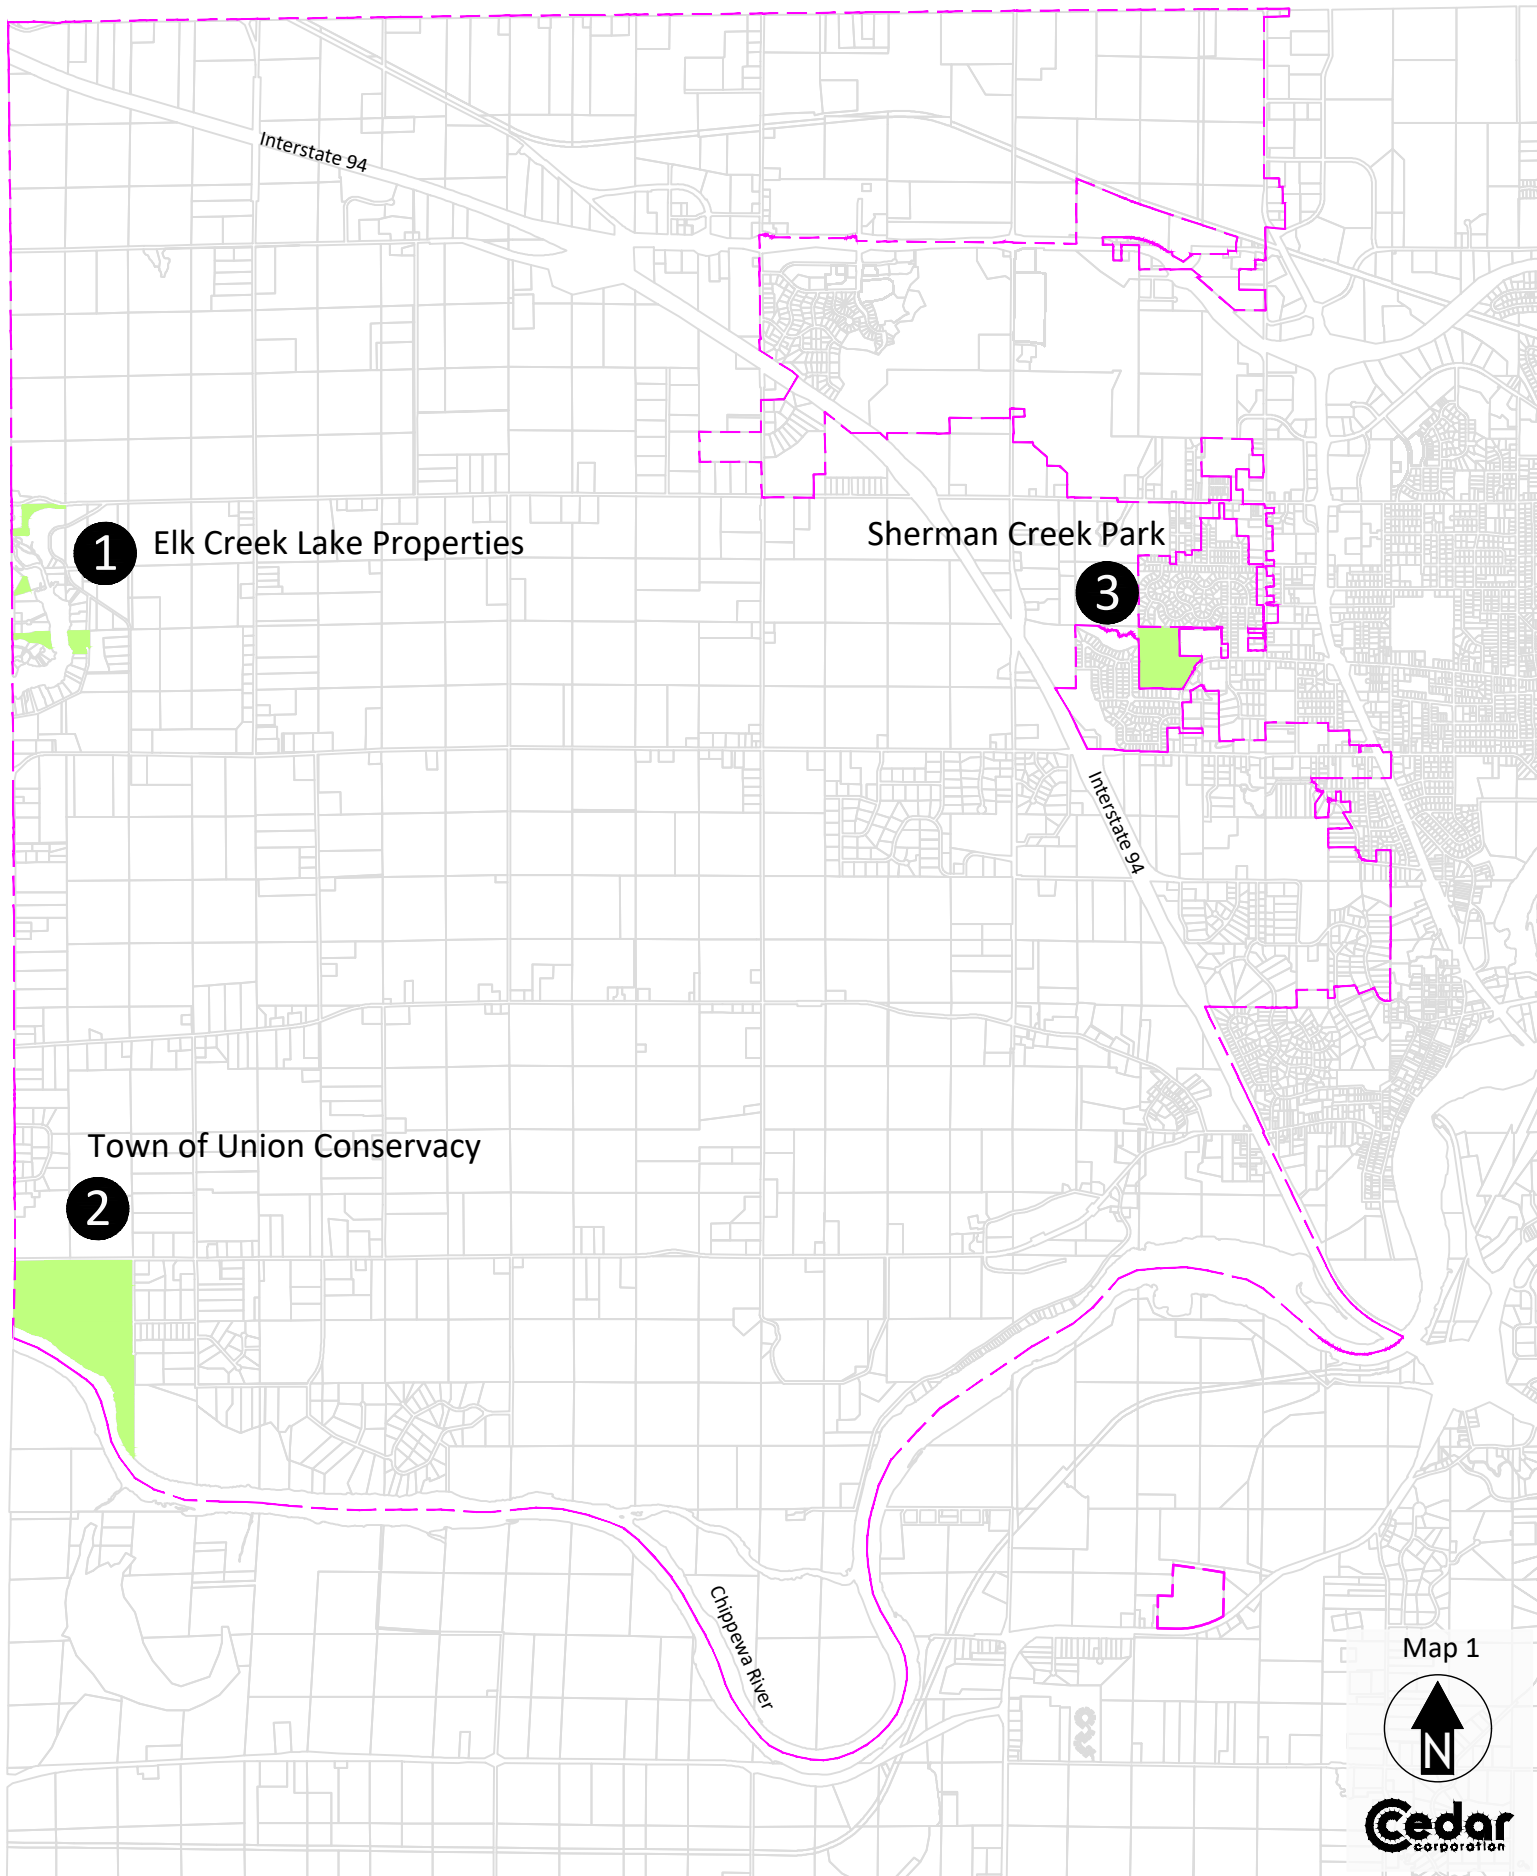 Interstate 94
Sherman Creek Park
1
Elk Creek Lake Properties
3
Interstate 94
Town of Union Conservacy
2
Chippewa River
Map 1
N
Cedar
corporation